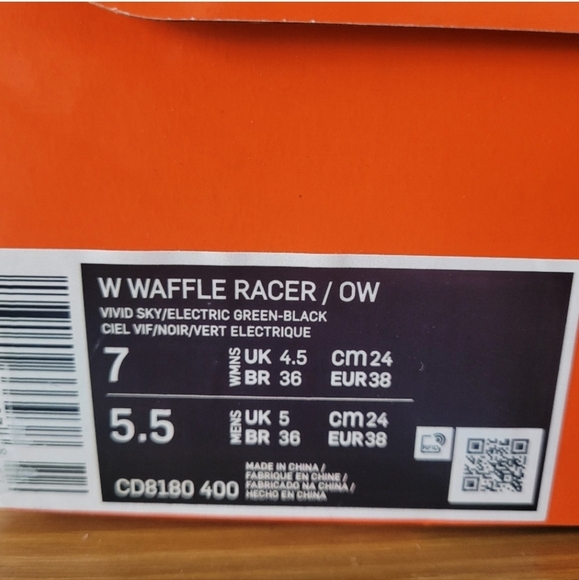 W WAFFLE RACER / OW
VIVID SKY/ELECTRIC GREEN-BLACK
CIEL VIF/NOIR/VERT ELECTRIQUE
7 WMNS UK 4.5 CM 24
BR 36 EUR 38
5.5 MENS UK 5 CM 24
BR 36 EUR 38
CD8180 400
MADE IN CHINA /
FABRIQUE EN CHINE /
FABRICADO NA CHINA /
HECHO EN CHINA